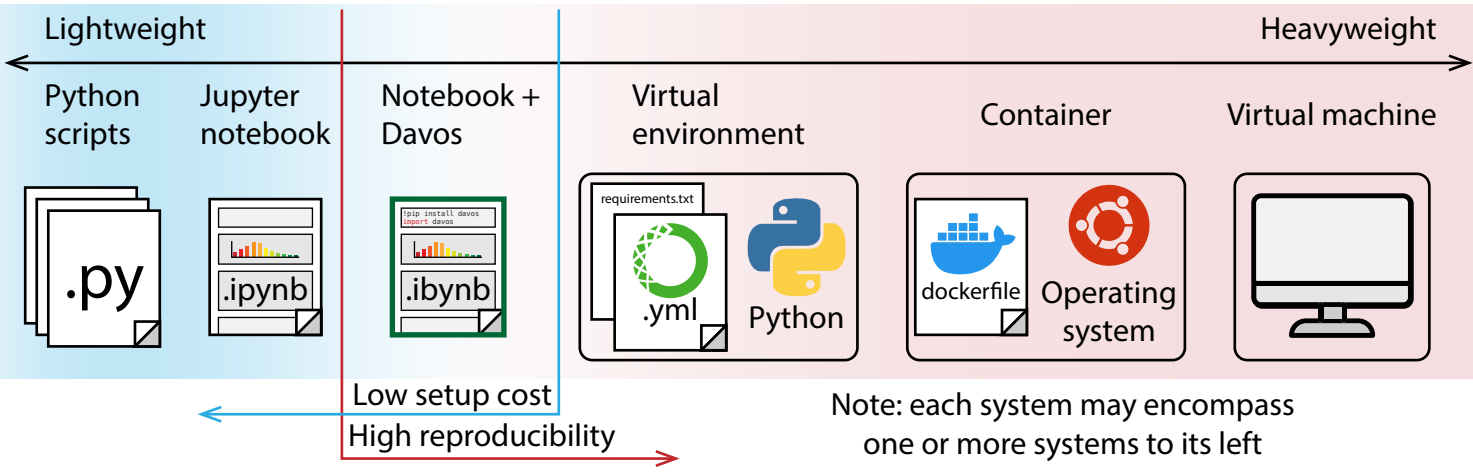 Lightweight
Heavyweight
Python
scripts
Jupyter
notebook
Notebook +
Davos
Virtual
environment
Container
Virtual machine
.py
.ipynb
!pip install davos
import davos
.ibynb
requirements.txt
.yml
Python
dockerfile
Operating
system
Low setup cost
High reproducibility
Note: each system may encompass
one or more systems to its left